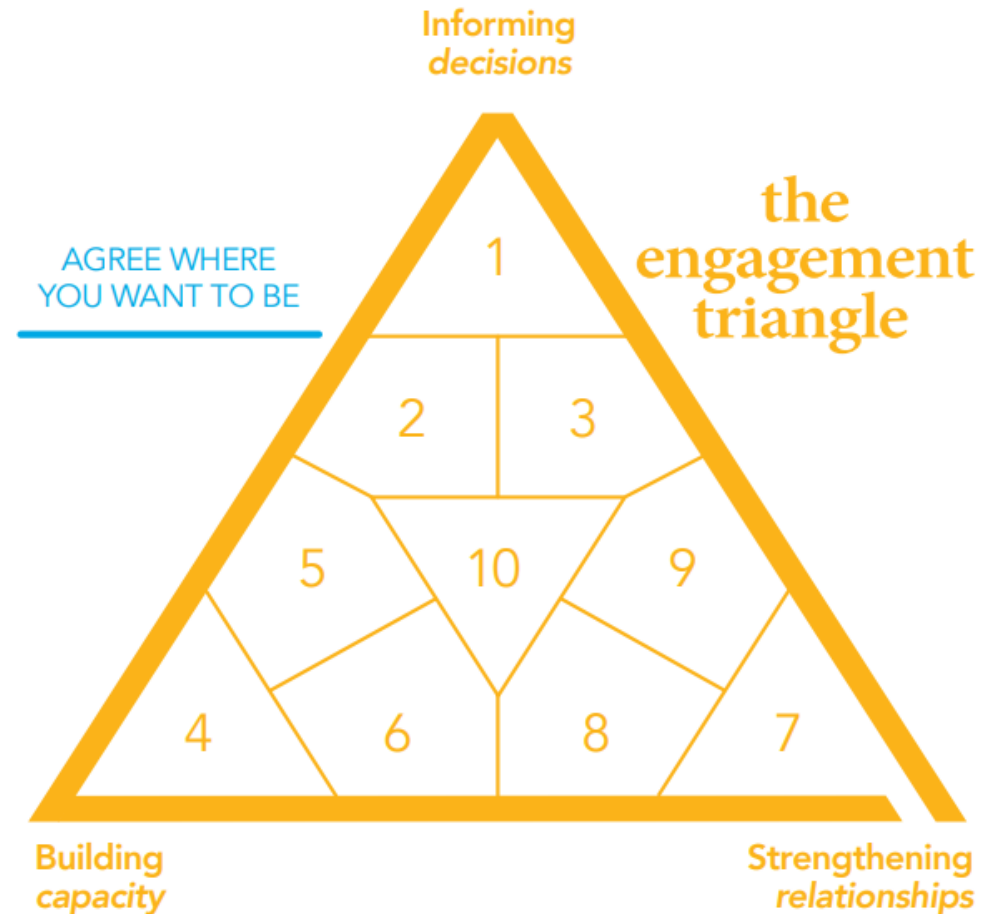 Informing
decisions
the
engagement
triangle
AGREE WHERE
YOU WANT TO BE
1
2
3
5
10
9
4
6
8
7
Building
capacity
Strengthening
relationships